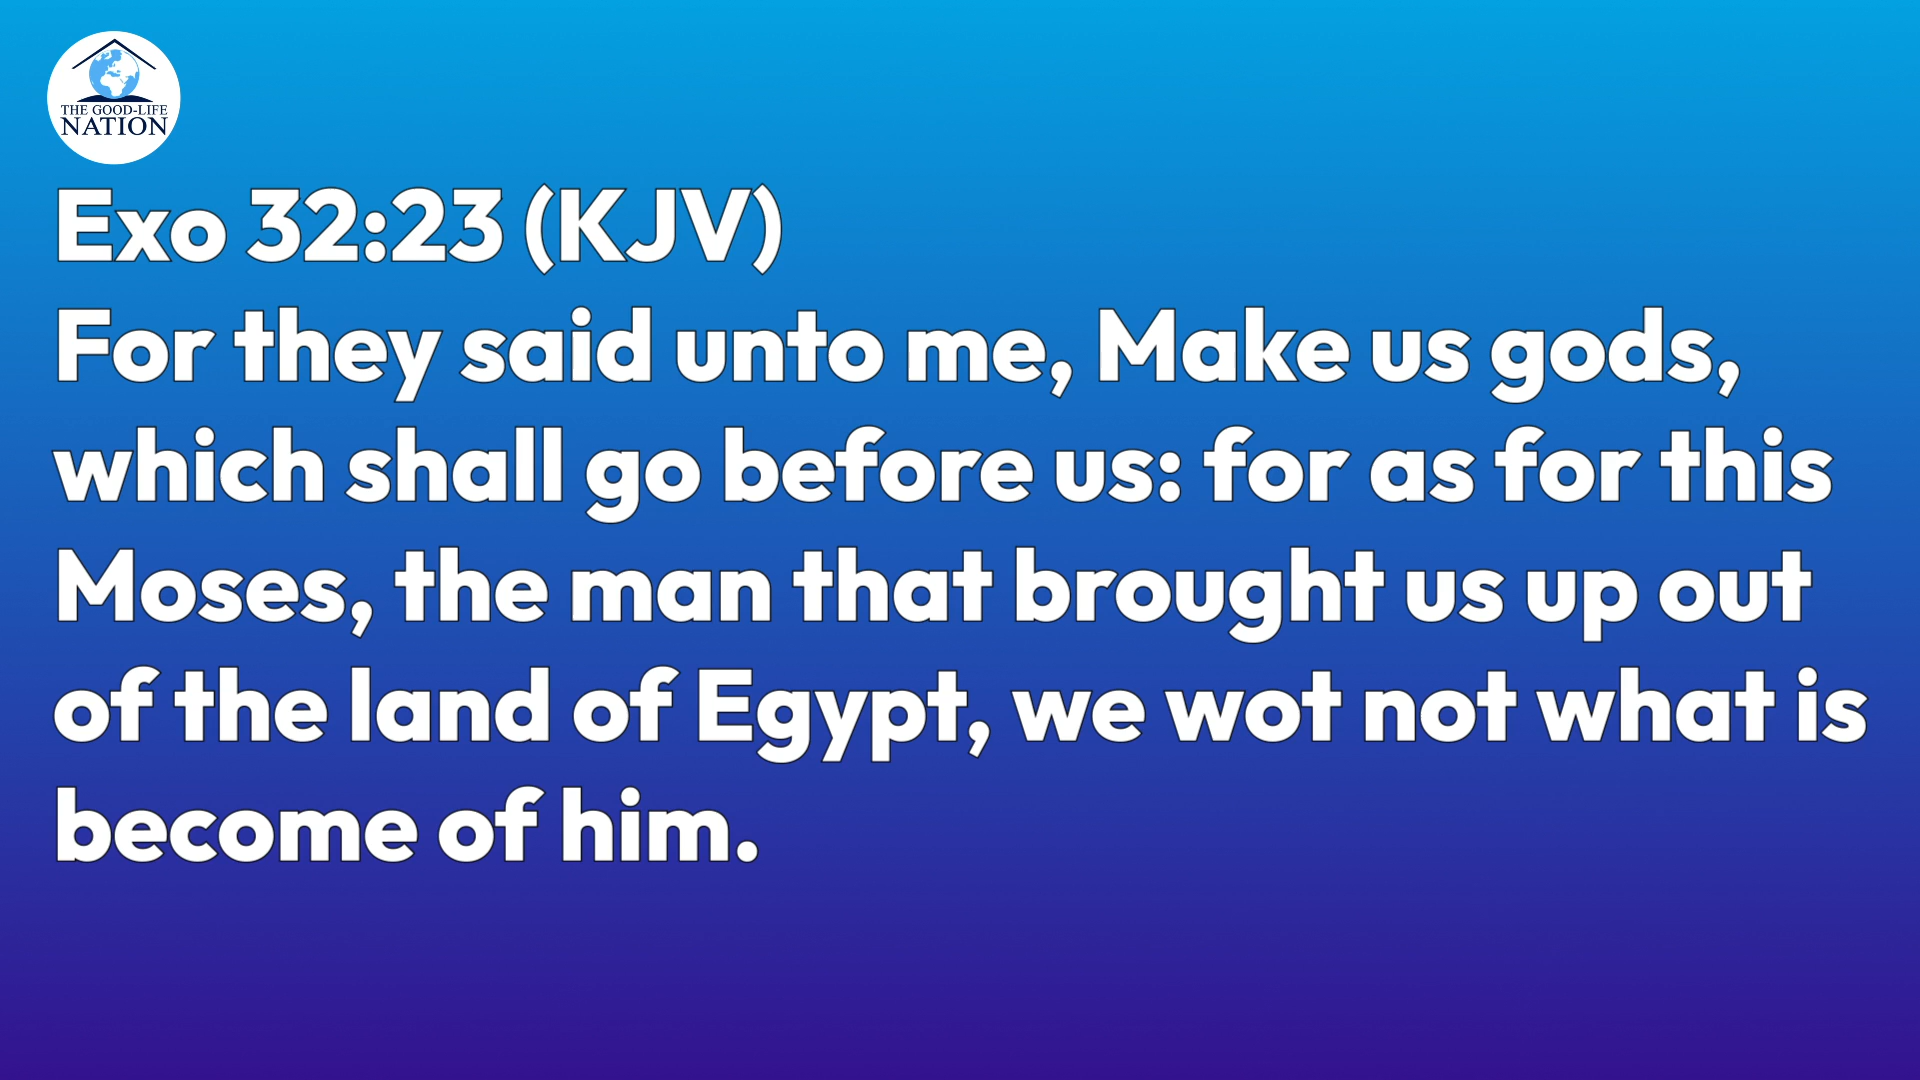 THE GOOD-LIFE
NATION
Exo 32:23 (KJV)
For they said unto me, Make us gods,
which shall go before us: for as for this
Moses, the man that brought us up out
of the land of Egypt, we wot not what is
become of him.